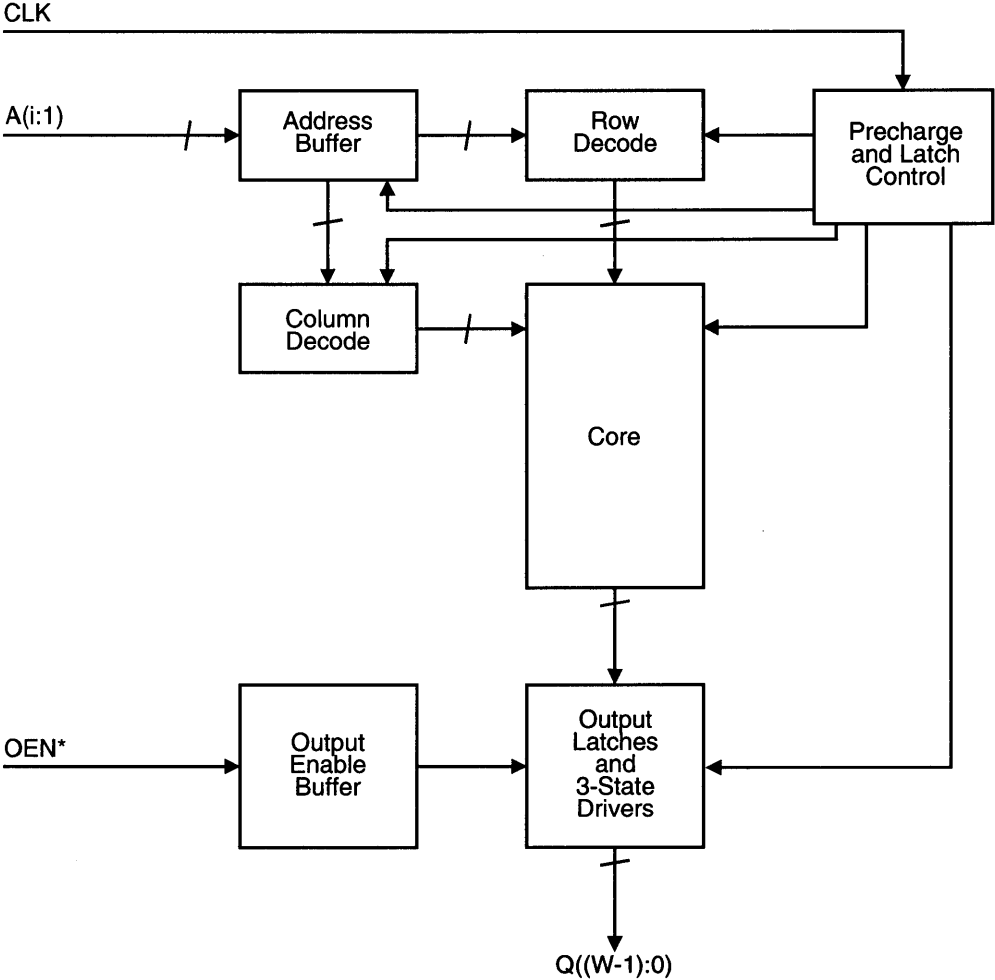 CLK
A(i:1)
Address
Buffer
Row
Decode
Precharge
and Latch
Control
Column
Decode
Core
OEN*
Output
Enable
Buffer
Output
Latches
and
3-State
Drivers
Q((W-1):0)